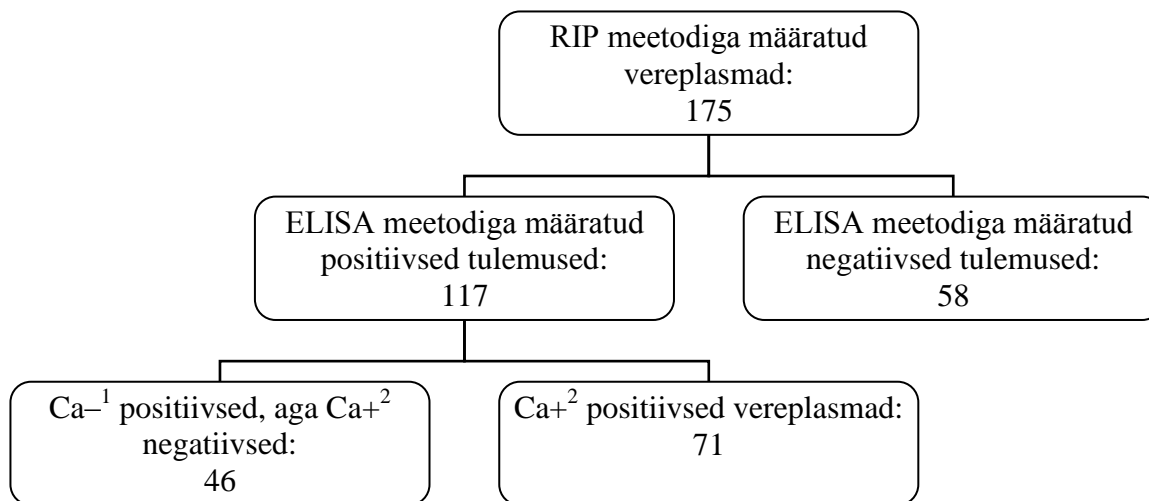 RIP meetodiga määratud
vereplasmad:
175
ELISA meetodiga määratud
positiivsed tulemused:
117
ELISA meetodiga määratud
negatiivsed tulemused:
58
Ca–¹ positiivsed, aga Ca+²
negatiivsed:
46
Ca+² positiivsed vereplasmad:
71